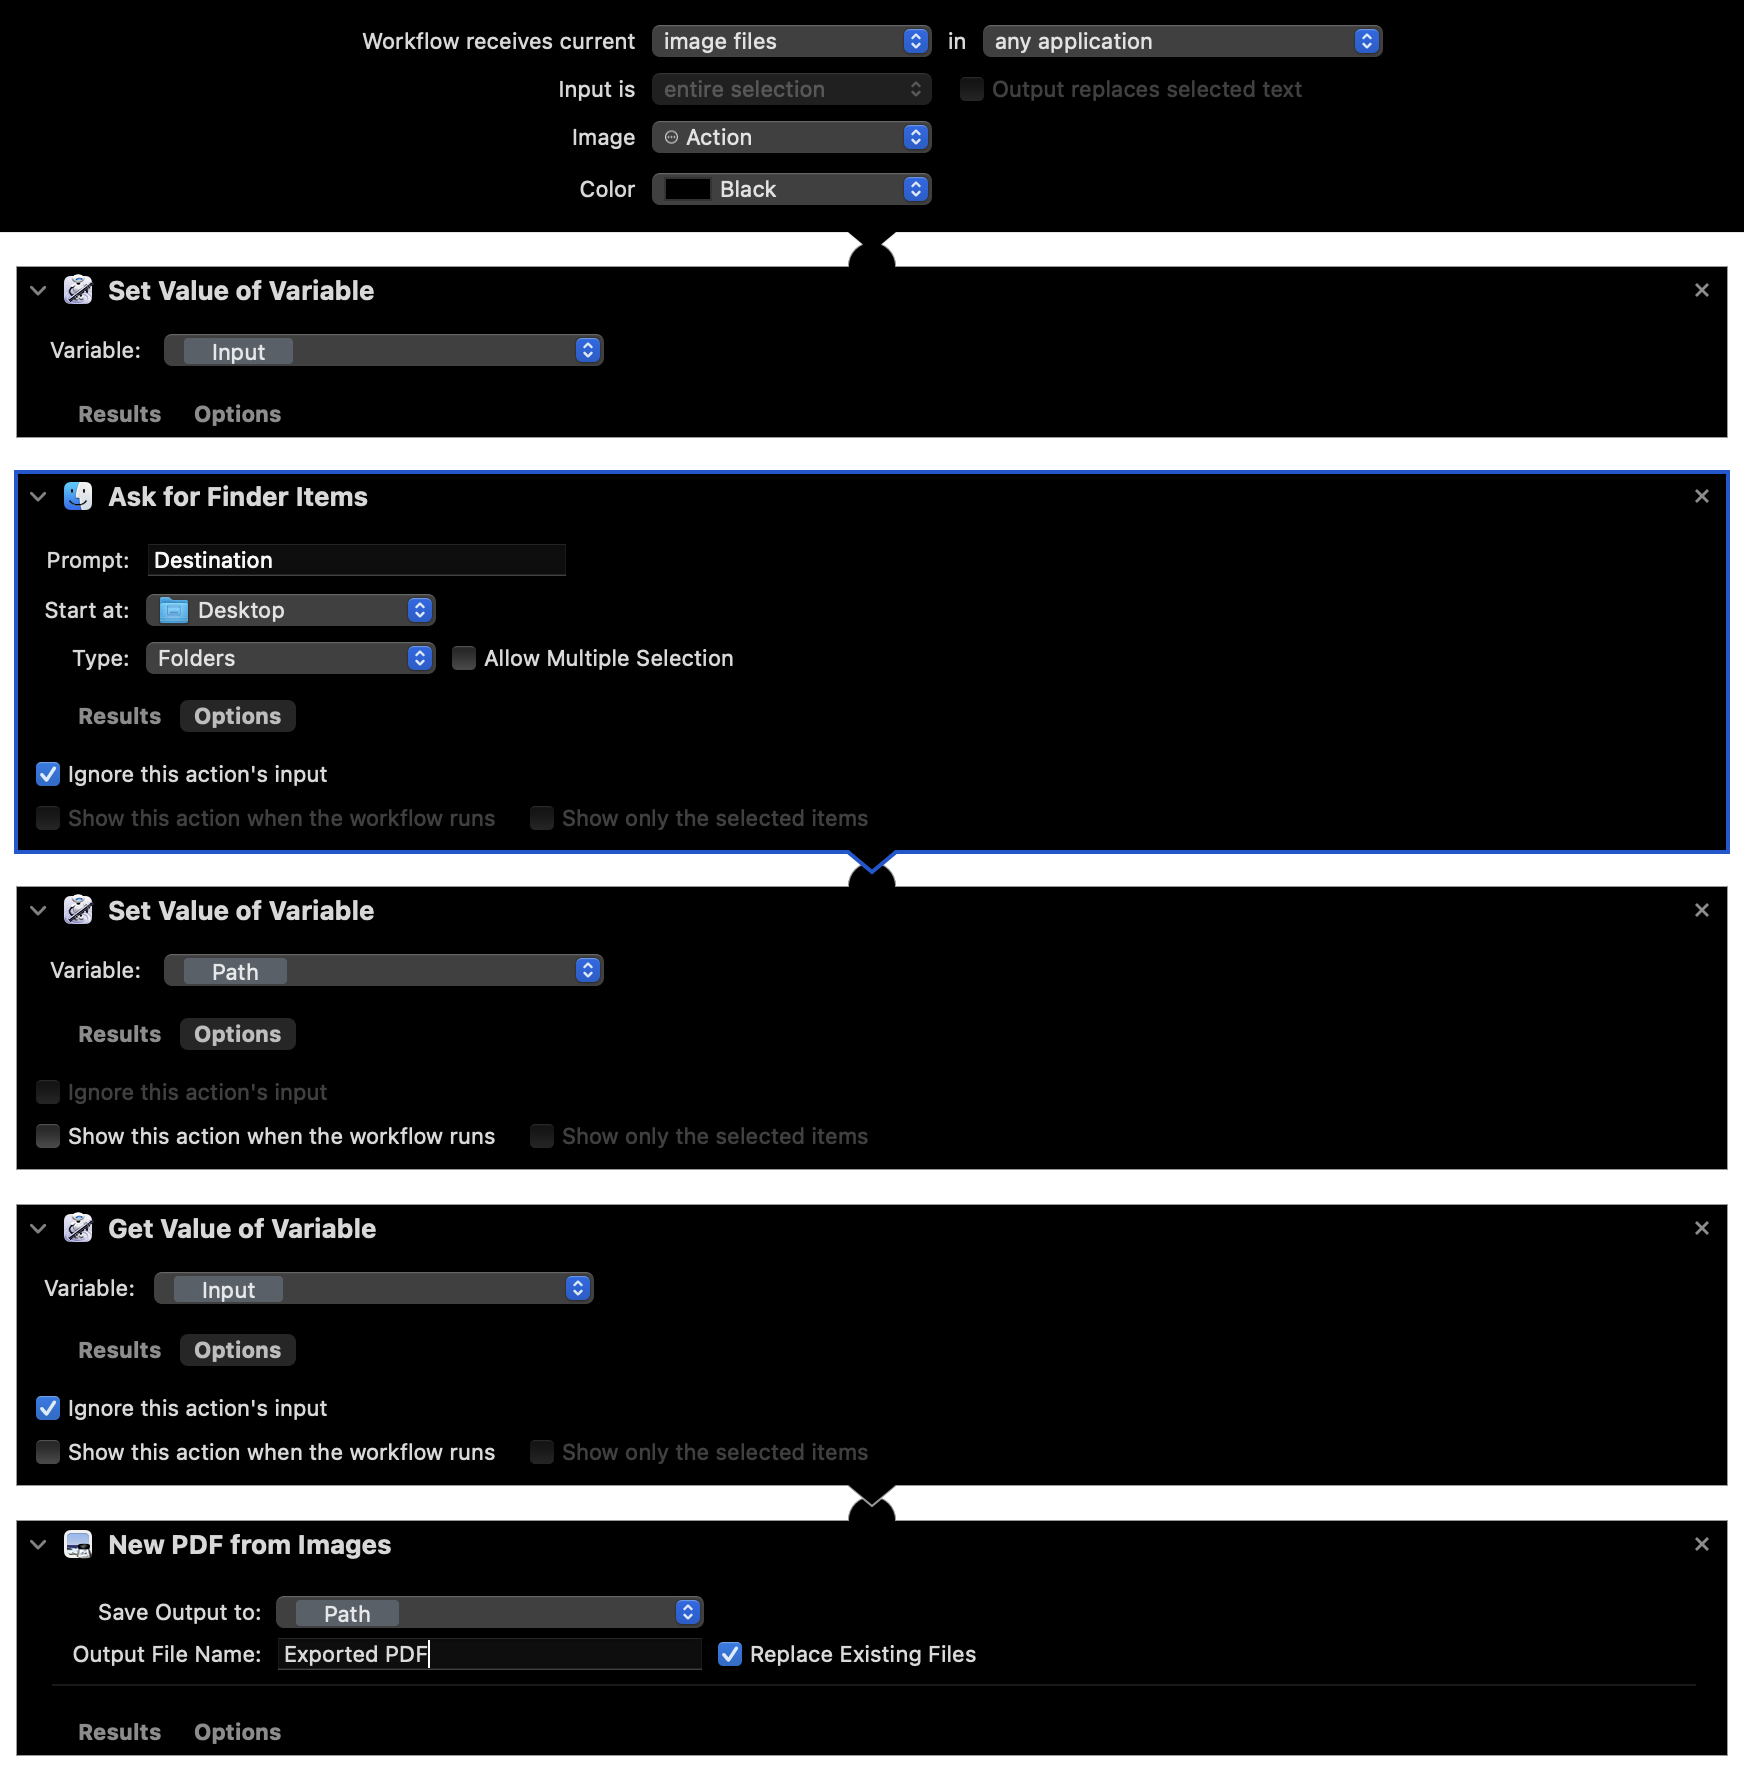 Workflow receives current image files in any application
Input is entire selection Output replaces selected text
Image Action
Color Black
Set Value of Variable
Variable: Input
Results Options
Ask for Finder Items
Prompt: Destination
Start at: Desktop
Type: Folders Allow Multiple Selection
Results Options
Ignore this action's input
Show this action when the workflow runs Show only the selected items
Set Value of Variable
Variable: Path
Results Options
Ignore this action's input
Show this action when the workflow runs Show only the selected items
Get Value of Variable
Variable: Input
Results Options
Ignore this action's input
Show this action when the workflow runs Show only the selected items
New PDF from Images
Save Output to: Path
Output File Name: Exported PDF Replace Existing Files
Results Options